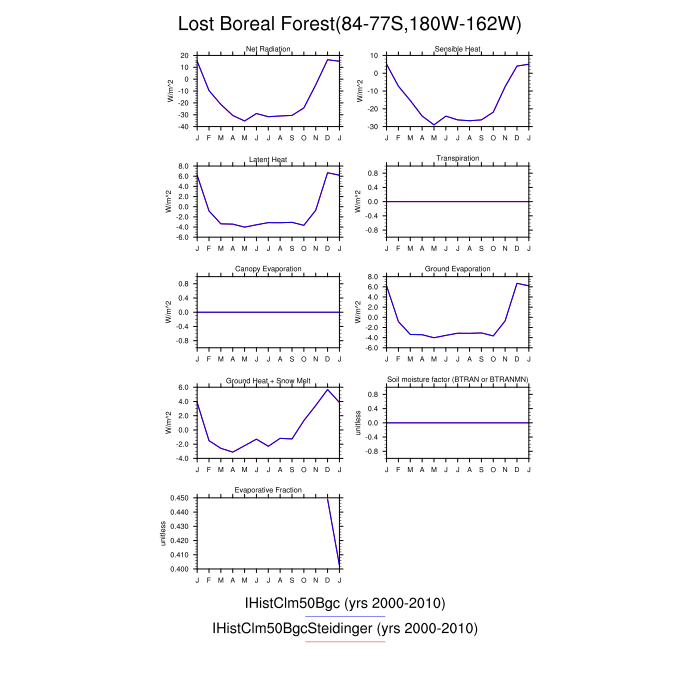 Lost Boreal Forest(84-77S,180W-162W)
Net Radiation
W/m^2
20
10
0
-10
-20
-30
-40
J F M A M J J A S O N D J
Sensible Heat
W/m^2
10
0
-10
-20
-30
J F M A M J J A S O N D J
Latent Heat
W/m^2
8.0
6.0
4.0
2.0
0.0
-2.0
-4.0
-6.0
J F M A M J J A S O N D J
Transpiration
W/m^2
0.8
0.4
0.0
-0.4
-0.8
J F M A M J J A S O N D J
Canopy Evaporation
W/m^2
0.8
0.4
0.0
-0.4
-0.8
J F M A M J J A S O N D J
Ground Evaporation
W/m^2
8.0
6.0
4.0
2.0
0.0
-2.0
-4.0
-6.0
J F M A M J J A S O N D J
Ground Heat + Snow Melt
W/m^2
6.0
4.0
2.0
0.0
-2.0
-4.0
J F M A M J J A S O N D J
Soil moisture factor (BTRAN or BTRANMN)
unitless
0.8
0.4
0.0
-0.4
-0.8
J F M A M J J A S O N D J
Evaporative Fraction
unitless
0.450
0.440
0.430
0.420
0.410
0.400
J F M A M J J A S O N D J
IHistClm50Bgc (yrs 2000-2010)
IHistClm50BgcSteidinger (yrs 2000-2010)